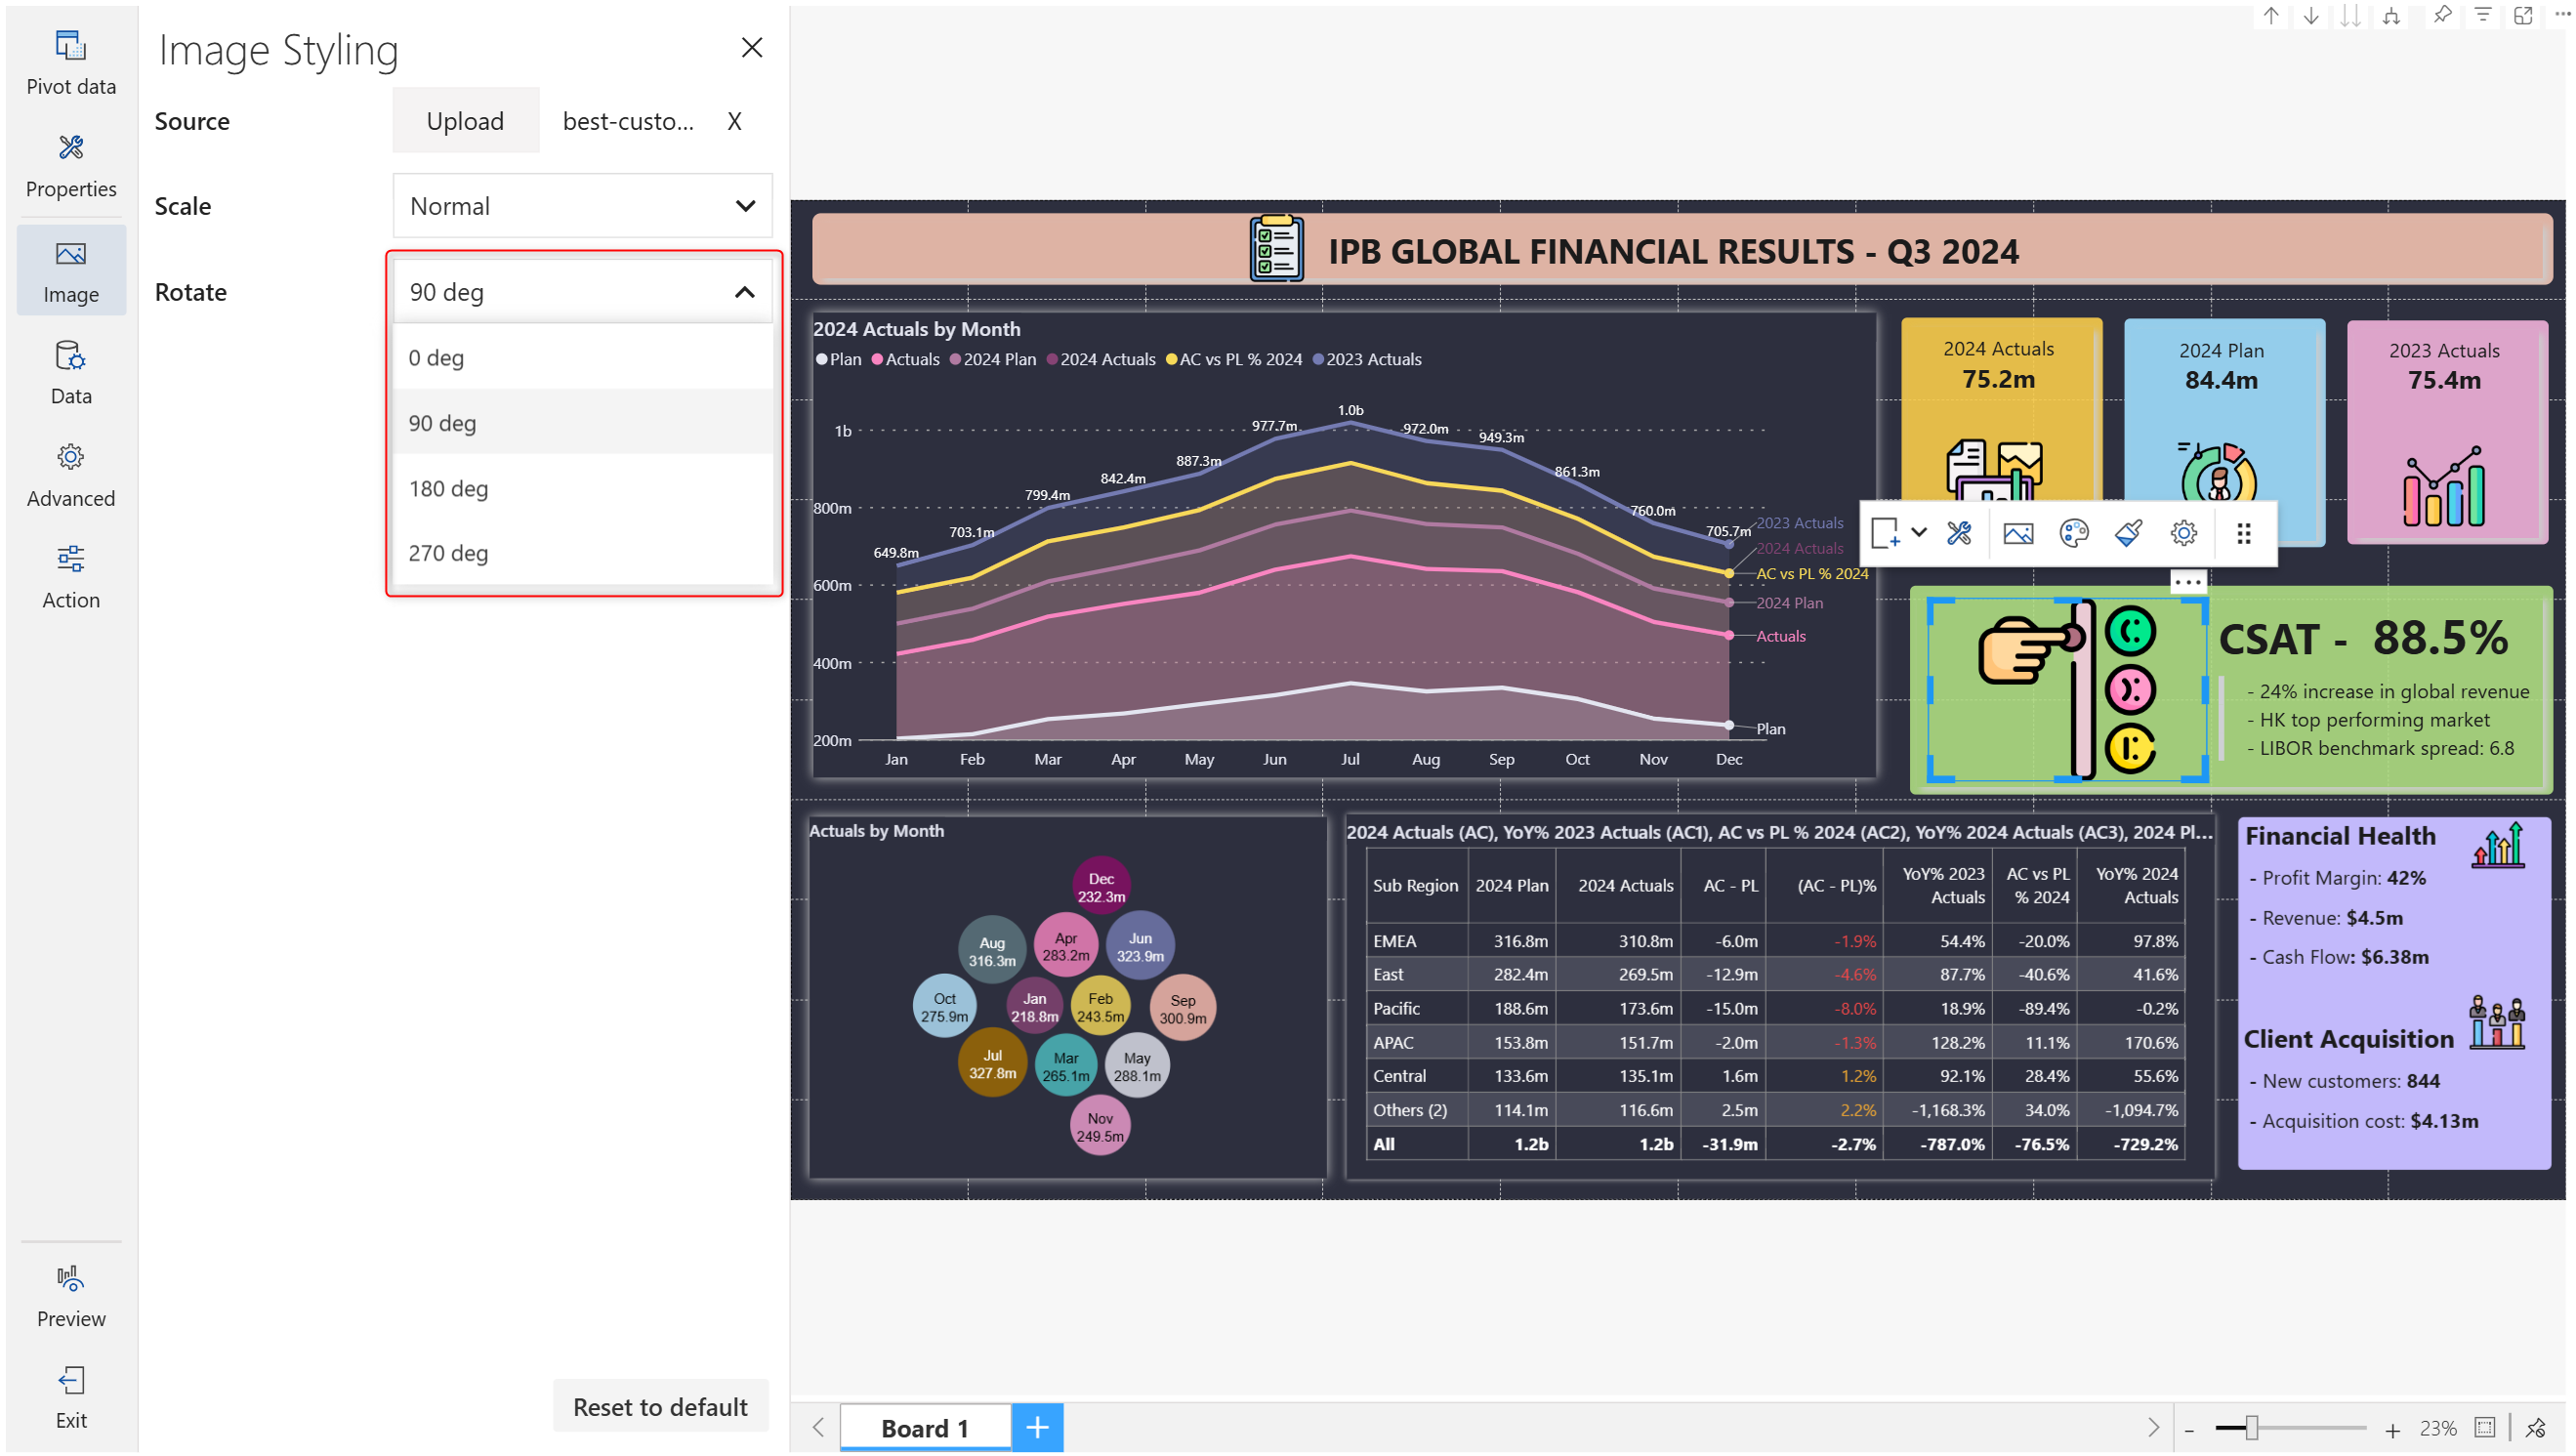 Pivot data
Properties
Image
Data
Advanced
Action
Preview
Exit
Image Styling
Source
Upload
best-custo...
X
Scale
Normal
Rotate
90 deg
0 deg
90 deg
180 deg
270 deg
Reset to default
IPB GLOBAL FINANCIAL RESULTS - Q3 2024
2024 Actuals by Month
Plan Actuals 2024 Plan 2024 Actuals AC vs PL % 2024 2023 Actuals
1b
800m
600m
400m
200m
649.8m
703.1m
799.4m
842.4m
887.3m
977.7m
1.0b
972.0m
949.3m
861.3m
760.0m
705.7m
2023 Actuals
2024 Actuals
AC vs PL % 2024
2024 Plan
Actuals
Plan
Jan Feb Mar Apr May Jun Jul Aug Sep Oct Nov Dec
2024 Actuals
75.2m
2024 Plan
84.4m
2023 Actuals
75.4m
CSAT - 88.5%
- 24% increase in global revenue
- HK top performing market
- LIBOR benchmark spread: 6.8
Actuals by Month
Dec
232.3m
Aug
316.3m
Apr
283.2m
Jun
323.9m
Oct
275.9m
Jan
218.8m
Feb
243.5m
Sep
300.9m
Jul
327.8m
Mar
265.1m
May
288.1m
Nov
249.5m
2024 Actuals (AC), YoY% 2023 Actuals (AC1), AC vs PL % 2024 (AC2), YoY% 2024 Actuals (AC3), 2024 Pl...
Sub Region 2024 Plan 2024 Actuals AC - PL (AC - PL)% YoY% 2023 Actuals AC vs PL % 2024 YoY% 2024 Actuals
EMEA 316.8m 310.8m -6.0m -1.9% 54.4% -20.0% 97.8%
East 282.4m 269.5m -12.9m -4.6% 87.7% -40.6% 41.6%
Pacific 188.6m 173.6m -15.0m -8.0% 18.9% -89.4% -0.2%
APAC 153.8m 151.7m -2.0m -1.3% 128.2% 11.1% 170.6%
Central 133.6m 135.1m 1.6m 1.2% 92.1% 28.4% 55.6%
Others (2) 114.1m 116.6m 2.5m 2.2% -1,168.3% 34.0% -1,094.7%
All 1.2b 1.2b -31.9m -2.7% -787.0% -76.5% -729.2%
Financial Health
- Profit Margin: 42%
- Revenue: $4.5m
- Cash Flow: $6.38m
Client Acquisition
- New customers: 844
- Acquisition cost: $4.13m
Board 1
23%